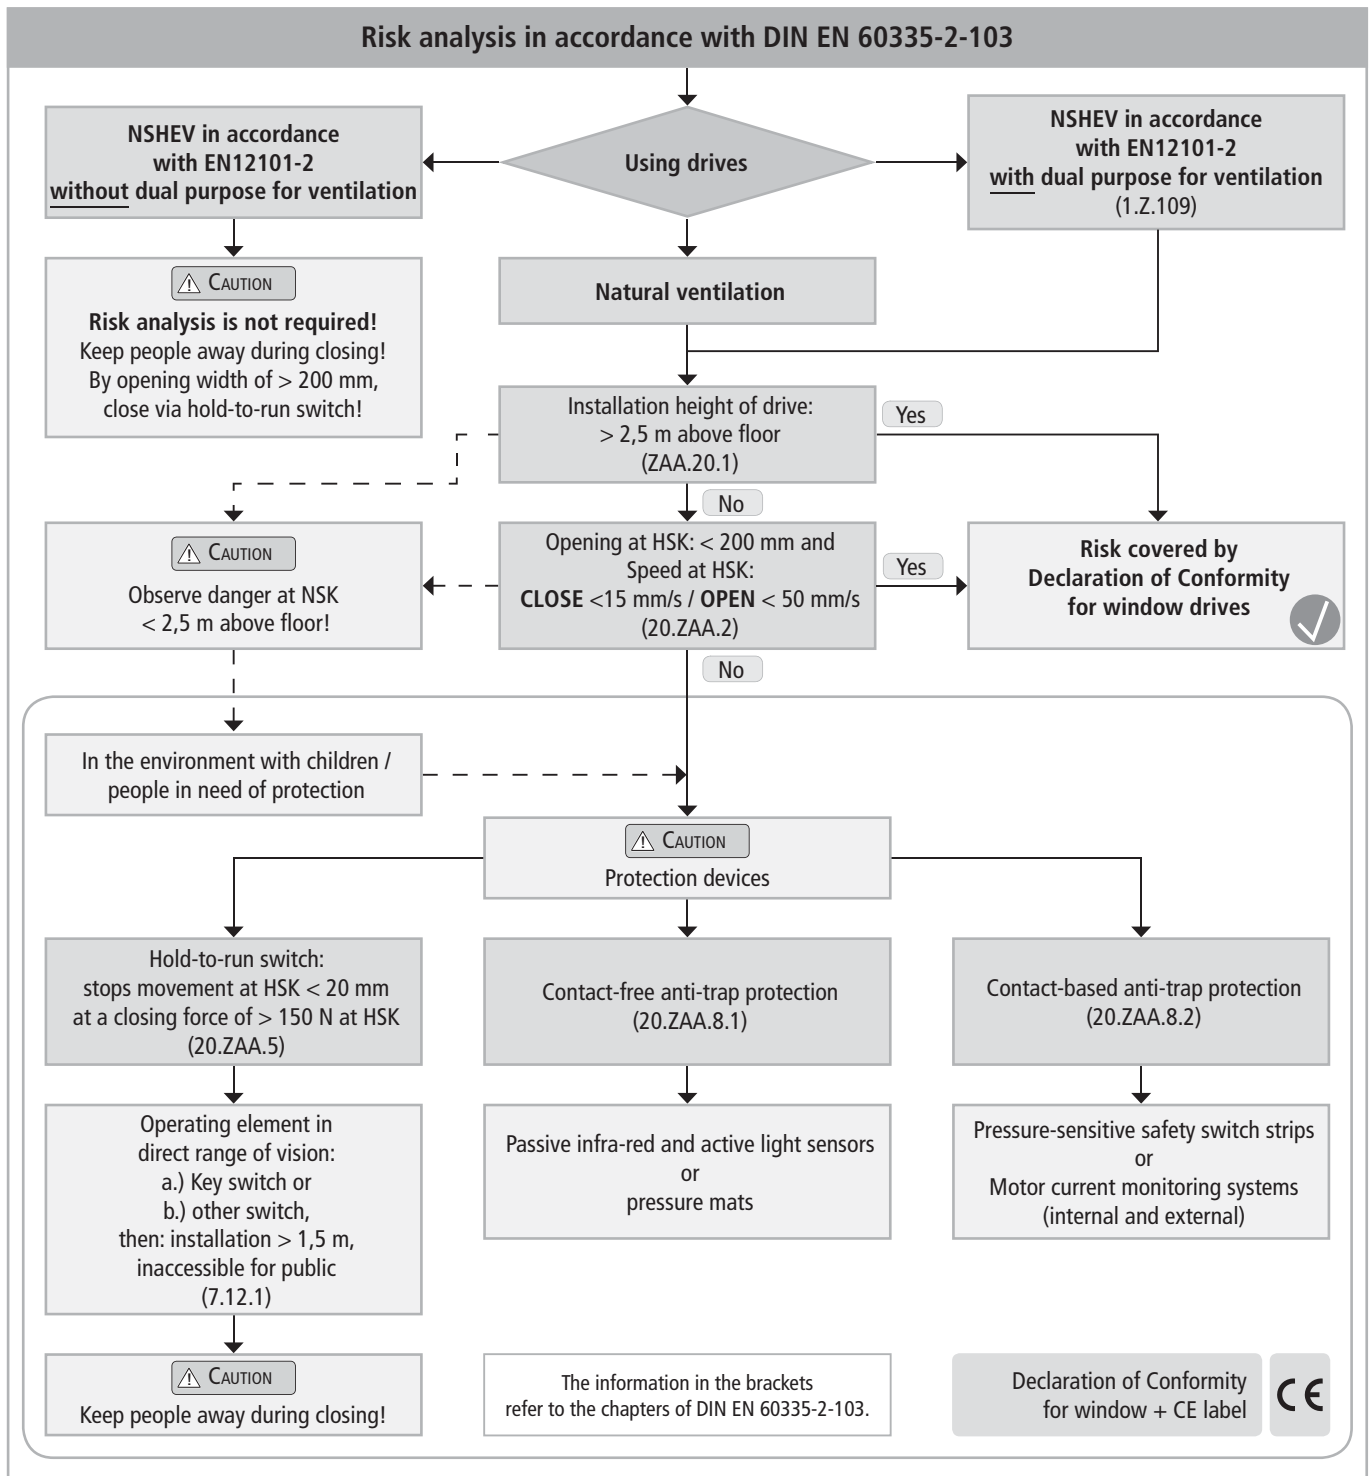 Risk analysis in accordance with DIN EN 60335-2-103
NSHEV in accordance
with EN12101-2
without dual purpose for ventilation
Using drives
NSHEV in accordance
with EN12101-2
with dual purpose for ventilation
(1.Z.109)
CAUTION
Risk analysis is not required!
Keep people away during closing!
By opening width of > 200 mm,
close via hold-to-run switch!
Natural ventilation
Installation height of drive:
> 2,5 m above floor
(ZAA.20.1)
Yes
No
CAUTION
Observe danger at NSK
< 2,5 m above floor!
Opening at HSK: < 200 mm and
Speed at HSK:
CLOSE <15 mm/s / OPEN < 50 mm/s
(20.ZAA.2)
Yes
Risk covered by
Declaration of Conformity
for window drives
No
In the environment with children /
people in need of protection
CAUTION
Protection devices
Hold-to-run switch:
stops movement at HSK < 20 mm
at a closing force of > 150 N at HSK
(20.ZAA.5)
Contact-free anti-trap protection
(20.ZAA.8.1)
Contact-based anti-trap protection
(20.ZAA.8.2)
Operating element in
direct range of vision:
a.) Key switch or
b.) other switch,
then: installation > 1,5 m,
inaccessible for public
(7.12.1)
Passive infra-red and active light sensors
or
pressure mats
Pressure-sensitive safety switch strips
or
Motor current monitoring systems
(internal and external)
CAUTION
Keep people away during closing!
The information in the brackets
refer to the chapters of DIN EN 60335-2-103.
Declaration of Conformity
for window + CE label
CE